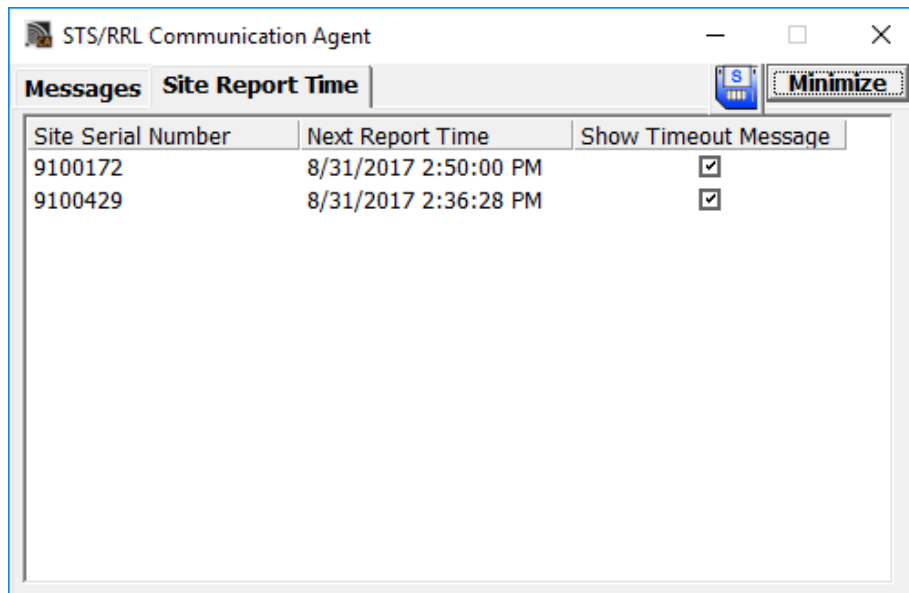 STS/RRL Communication Agent
Messages Site Report Time S Minimize
Site Serial Number Next Report Time Show Timeout Message
9100172 8/31/2017 2:50:00 PM
9100429 8/31/2017 2:36:28 PM